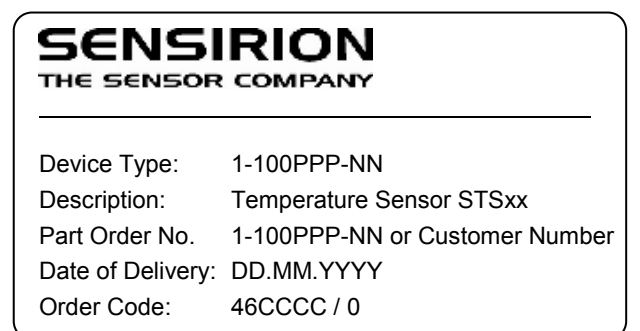 SENSIRION
THE SENSOR COMPANY
Device Type: 1-100PPP-NN
Description: Temperature Sensor STSxx
Part Order No. 1-100PPP-NN or Customer Number
Date of Delivery: DD.MM.YYYY
Order Code: 46CCCC / 0